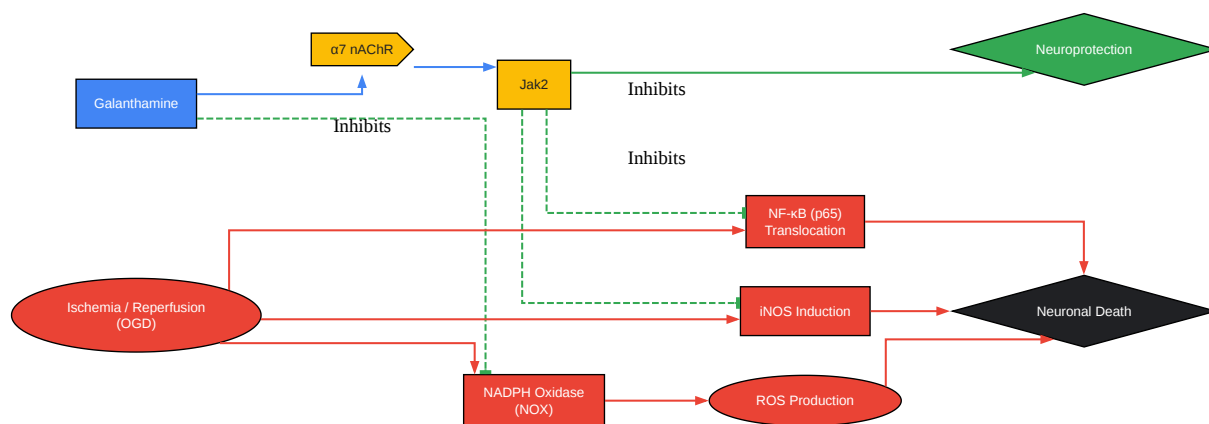 α7 nAChR
Neuroprotection
Galanthamine
Jak2
Inhibits
Inhibits
Inhibits
NF-κB (p65)
Translocation
Ischemia / Reperfusion
(OGD)
iNOS Induction
Neuronal Death
NADPH Oxidase
(NOX)
ROS Production